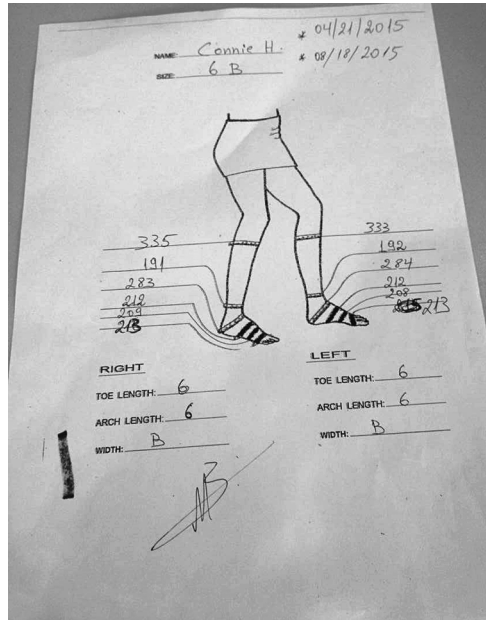 * 04/21/2015
NAME: Connie H.
* 08/18/2015
SIZE: 6 B
335
191
283
212
209
213
333
192
284
212
208
213
RIGHT
TOE LENGTH: 6
ARCH LENGTH: 6
WIDTH: B
LEFT
TOE LENGTH: 6
ARCH LENGTH: 6
WIDTH: B